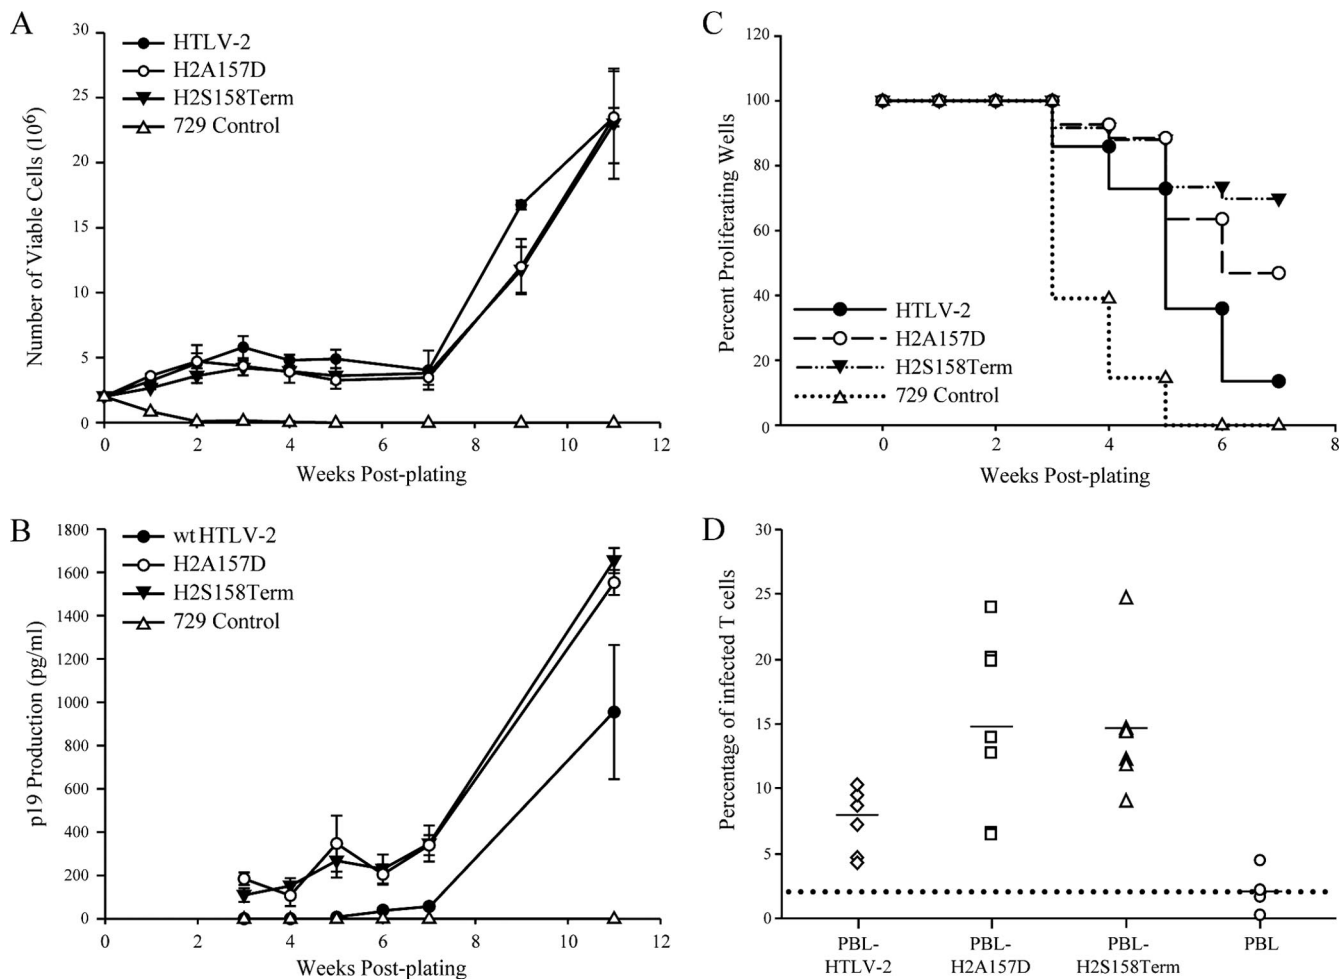 A
HTLV-2
H2A157D
H2S158Term
729 Control
Number of Viable Cells (10⁶)
30
25
20
15
10
5
0
0 2 4 6 8 10 12
Weeks Post-plating
B
wtHTLV-2
H2A157D
H2S158Term
729 Control
p19 Production (pg/ml)
1800
1600
1400
1200
1000
800
600
400
200
0
0 2 4 6 8 10 12
Weeks Post-plating
C
Percent Proliferating Wells
120
100
80
60
40
20
0
HTLV-2
H2A157D
H2S158Term
729 Control
0 2 4 6 8
Weeks Post-plating
D
Percentage of infected T cells
30
25
20
15
10
5
0
PBL-
HTLV-2
PBL-
H2A157D
PBL-
H2S158Term
PBL